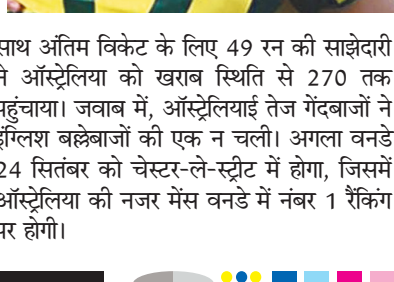 साथ अंतिम विकेट के लिए 49 रन की साझेदारी
ने ऑस्ट्रेलिया को खराब स्थिति से 270 तक
पहुंचाया। जवाब में, ऑस्ट्रेलियाई तेज गेंदबाजों ने
इंग्लिश बल्लेबाजों की एक न चली। अगला वनडे
24 सितंबर को चेस्टर-ले-स्ट्रीट में होगा, जिसमें
ऑस्ट्रेलिया की नजर मेंस वनडे में नंबर 1 रैंकिंग
पर होगी।